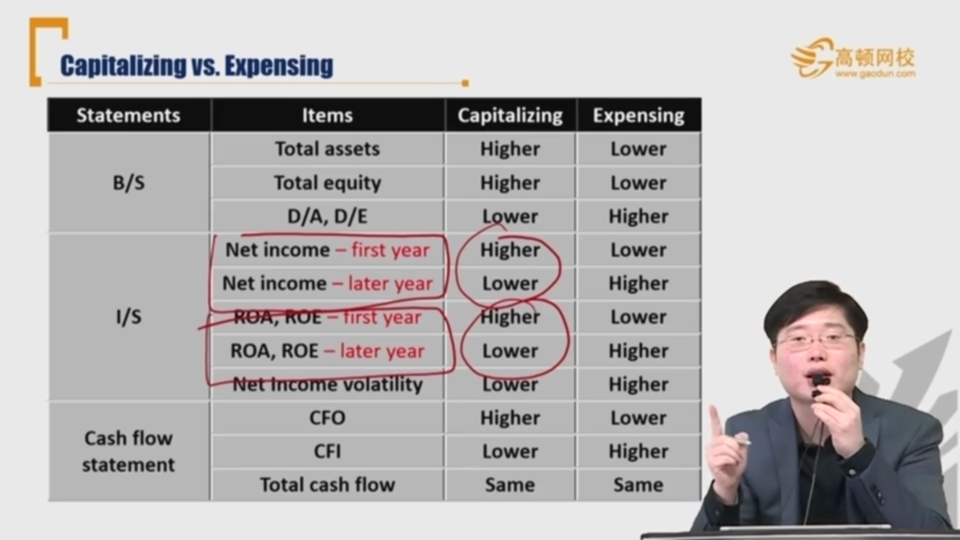 Capitalizing vs. Expensing
高顿网校
www.gaodun.com
Statements Items Capitalizing Expensing
B/S
Total assets Higher Lower
Total equity Higher Lower
D/A, D/E Lower Higher
I/S
Net income – first year Higher Lower
Net income – later year Lower Higher
ROA, ROE – first year Higher Lower
ROA, ROE – later year Lower Higher
Net Income volatility Lower Higher
Cash flow
statement
CFO Higher Lower
CFI Lower Higher
Total cash flow Same Same